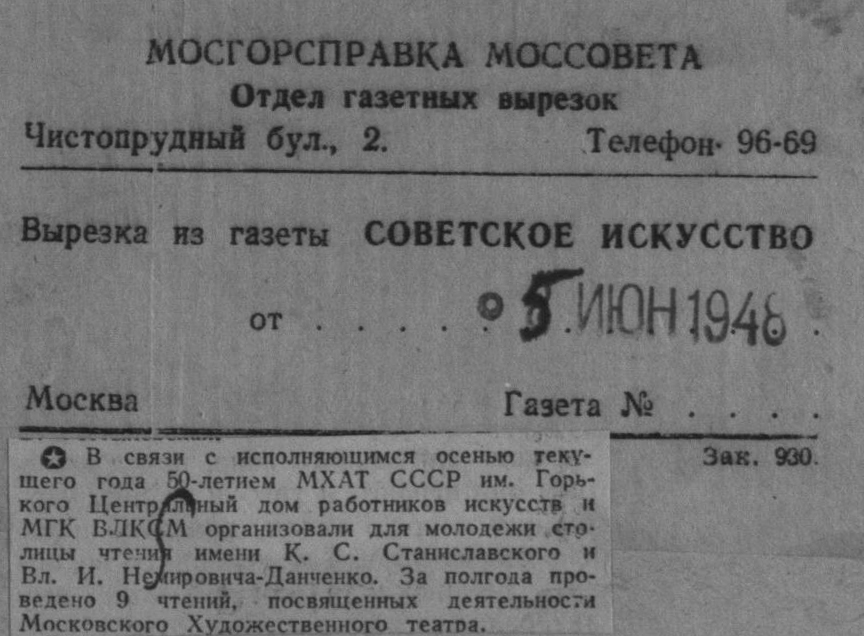 МОСГОРСПРАВКА МОССОВЕТА
Отдел газетных вырезок
Чистопрудный бул., 2. Телефон 96-69
Вырезка из газеты СОВЕТСКОЕ ИСКУССТВО
от . . . . . 5 ИЮН 1948 .
Москва Газета № . . . .
Зак. 930.
В связи с исполняющимся осенью теку-
щего года 50-летием МХАТ СССР им. Горь-
кого Центральный дом работников искусств и
МГК ВЛКСМ организовали для молодежи сто-
лицы чтения имени К. С. Станиславского и
Вл. И. Немировича-Данченко. За полгода про-
ведено 9 чтений, посвященных деятельности
Московского Художественного театра.